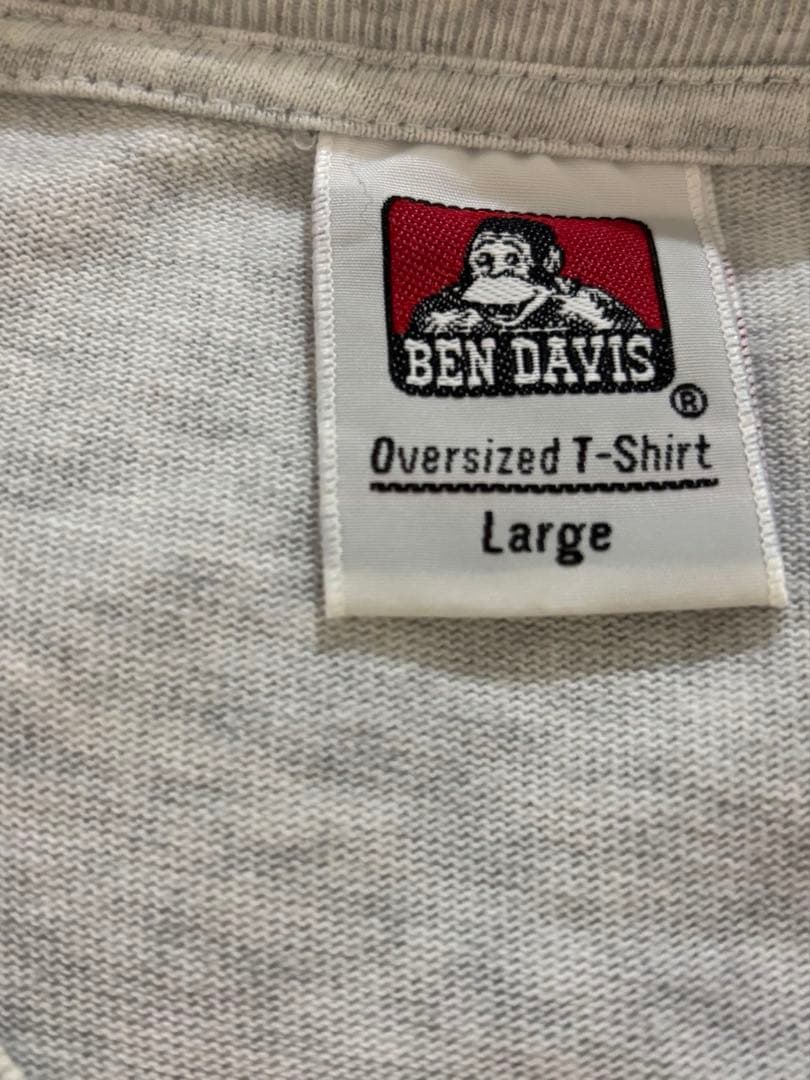 BEN DAVIS
®
Oversized T-Shirt
Large